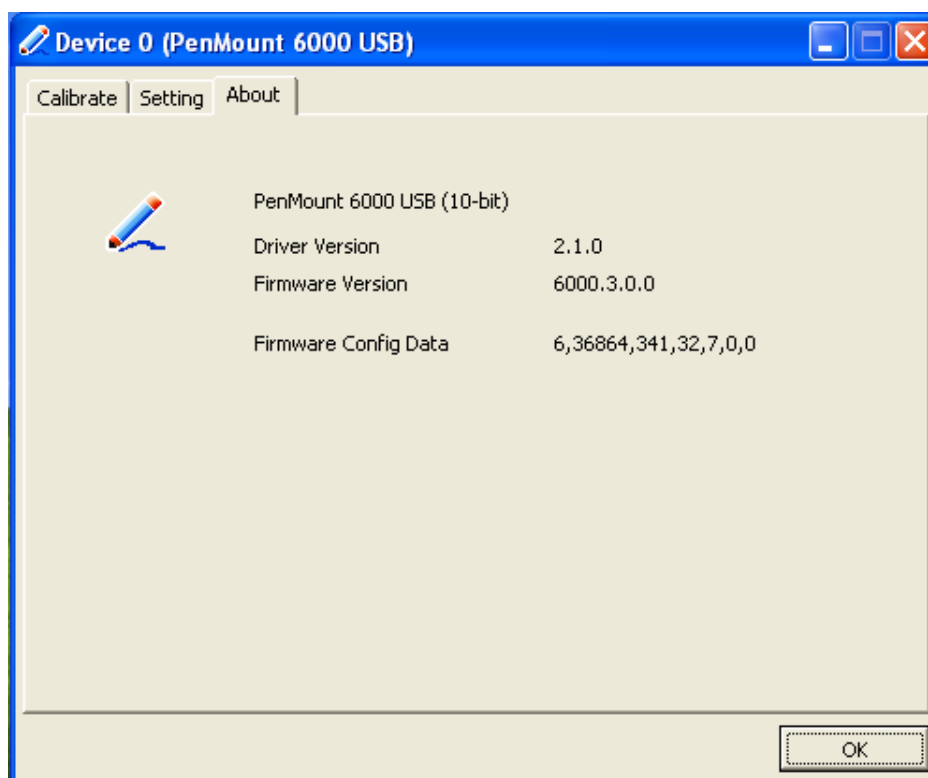 Device 0 (PenMount 6000 USB)
Calibrate Setting About
PenMount 6000 USB (10-bit)
Driver Version 2.1.0
Firmware Version 6000.3.0.0
Firmware Config Data 6,36864,341,32,7,0,0
OK